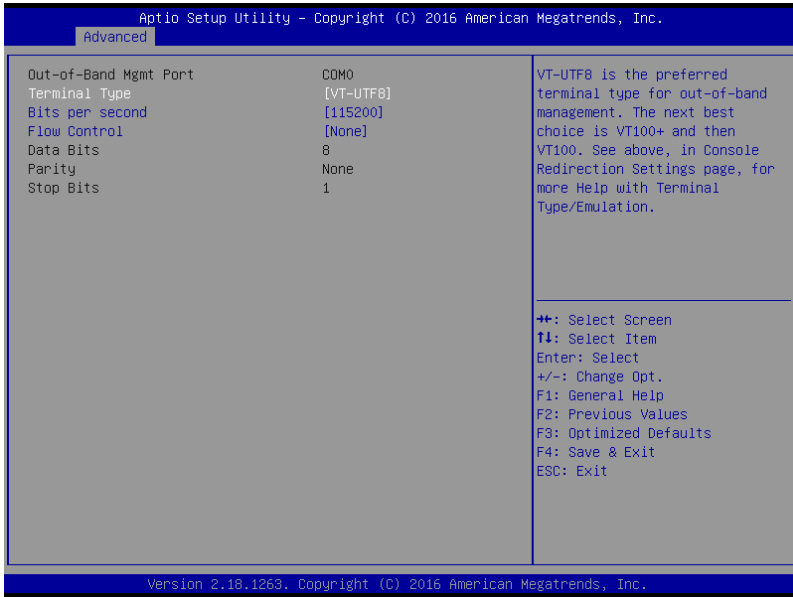 Aptio Setup Utility – Copyright (C) 2016 American Megatrends, Inc.
Advanced
Out-of-Band Mgmt Port COM0
Terminal Type [VT-UTF8]
Bits per second [115200]
Flow Control [None]
Data Bits 8
Parity None
Stop Bits 1
VT-UTF8 is the preferred
terminal type for out-of-band
management. The next best
choice is VT100+ and then
VT100. See above, in Console
Redirection Settings page, for
more Help with Terminal
Type/Emulation.
→←: Select Screen
↑↓: Select Item
Enter: Select
+/-: Change Opt.
F1: General Help
F2: Previous Values
F3: Optimized Defaults
F4: Save & Exit
ESC: Exit
Version 2.18.1263. Copyright (C) 2016 American Megatrends, Inc.